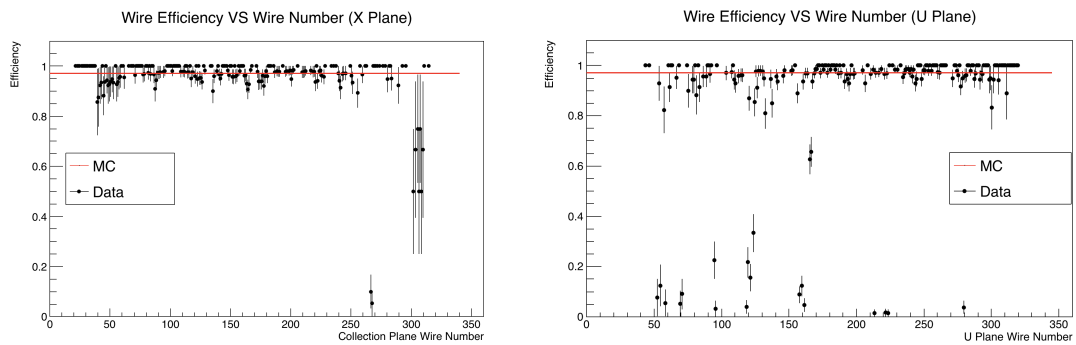 Wire Efficiency VS Wire Number (X Plane)
Efficiency
1
0.8
0.6
0.4
0.2
0
MC
Data
0 50 100 150 200 250 300 350
Collection Plane Wire Number
Wire Efficiency VS Wire Number (U Plane)
Efficiency
1
0.8
0.6
0.4
0.2
0
MC
Data
0 50 100 150 200 250 300 350
U Plane Wire Number